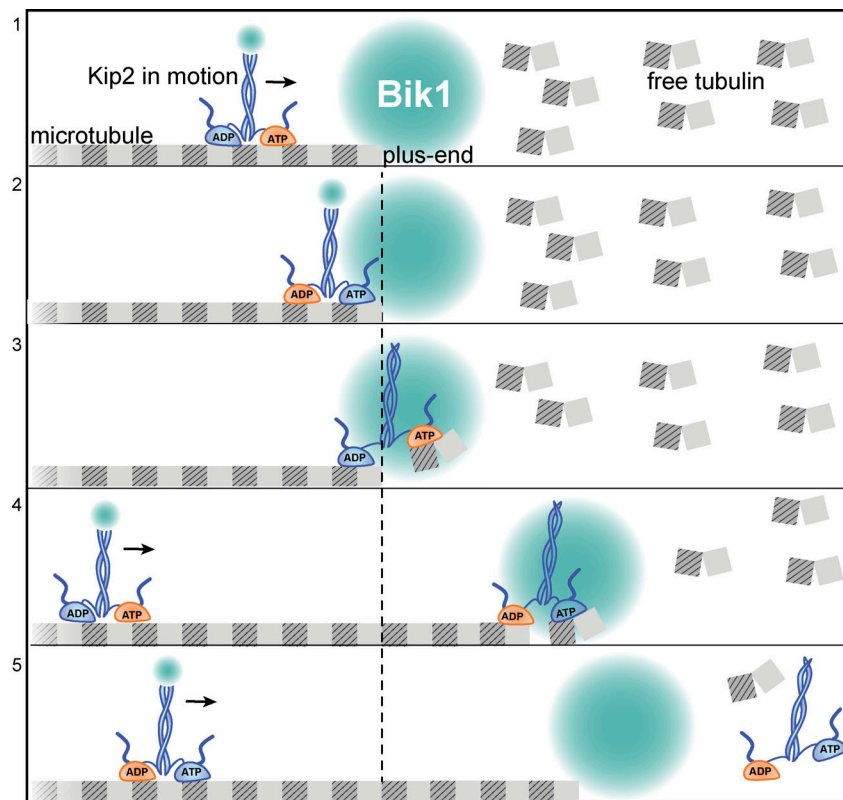 1
Kip2 in motion
Bik1
free tubulin
ADP
ATP
microtubule
plus-end
2
ADP
ATP
3
ATP
ADP
4
ADP
ATP
ADP
ATP
5
ADP
ATP
ADP
ATP